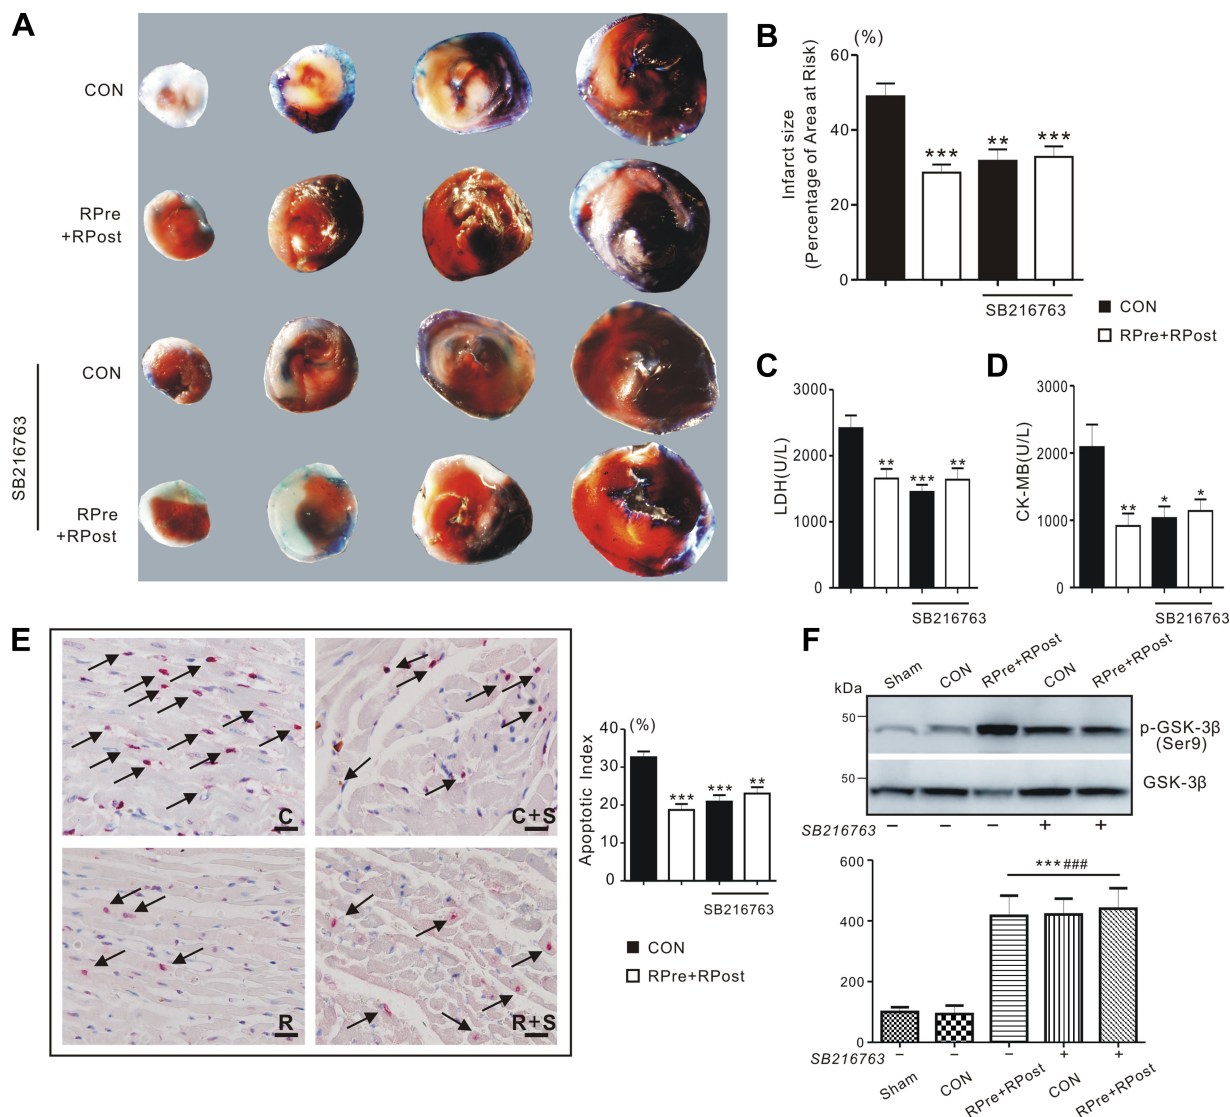 A
CON
RPre
+RPost
CON
RPre
+RPost
SB216763
B
(%)
Infarct size
(Percentage of Area at Risk)
60
40
20
0
***
**
***
SB216763
CON
RPre+RPost
C
LDH(U/L)
3000
2000
1000
0
**
***
**
SB216763
D
CK-MB(U/L)
3000
2000
1000
0
**
*
*
SB216763
E
C
C+S
R
R+S
(%)
Apoptotic Index
40
30
20
10
0
***
***
**
SB216763
CON
RPre+RPost
F
Sham
CON
RPre+RPost
CON
RPre+RPost
kDa
50
p-GSK-3β
(Ser9)
50
GSK-3β
SB216763 − − − + +
600
400
200
0
***###
SB216763 − − − + +
Sham
CON
RPre+RPost
CON
RPre+RPost